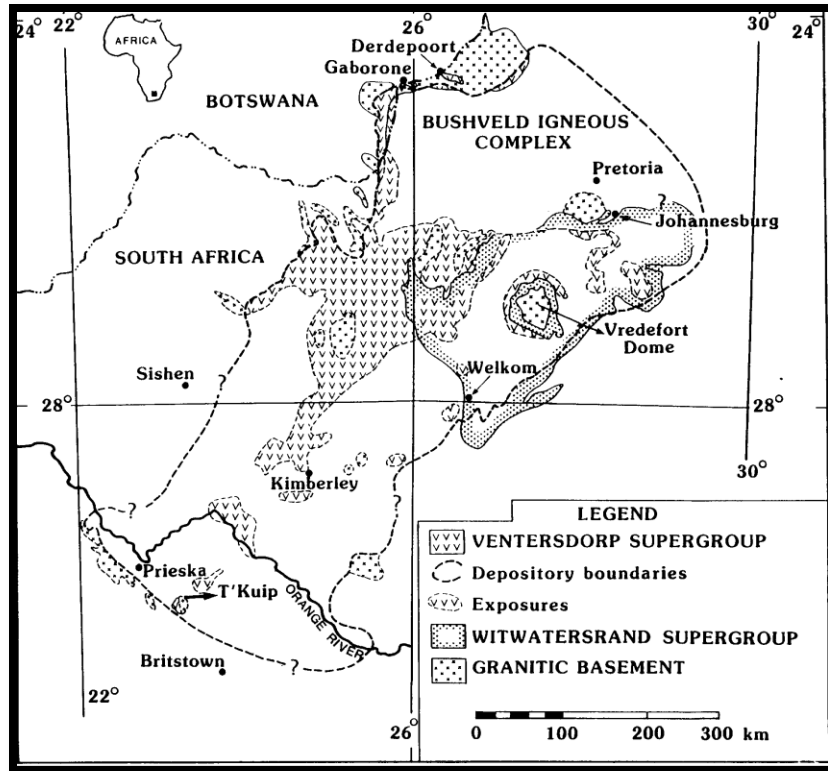 24° 22° 26 30° 24°
AFRICA
Derdepoort
Gaborone
BOTSWANA
BUSHVELD IGNEOUS
COMPLEX
Pretoria
?
Johannesburg
SOUTH AFRICA
Vredefort
Dome
Sishen
?
Welkom
28° 28°
30°
Kimberley
?
?
LEGEND
VENTERSDORP SUPERGROUP
Depository boundaries
Exposures
WITWATERSRAND SUPERGROUP
GRANITIC BASEMENT
Prieska
T'Kuip
ORANGE RIVER
Britstown
?
22°
26°
0 100 200 300 km